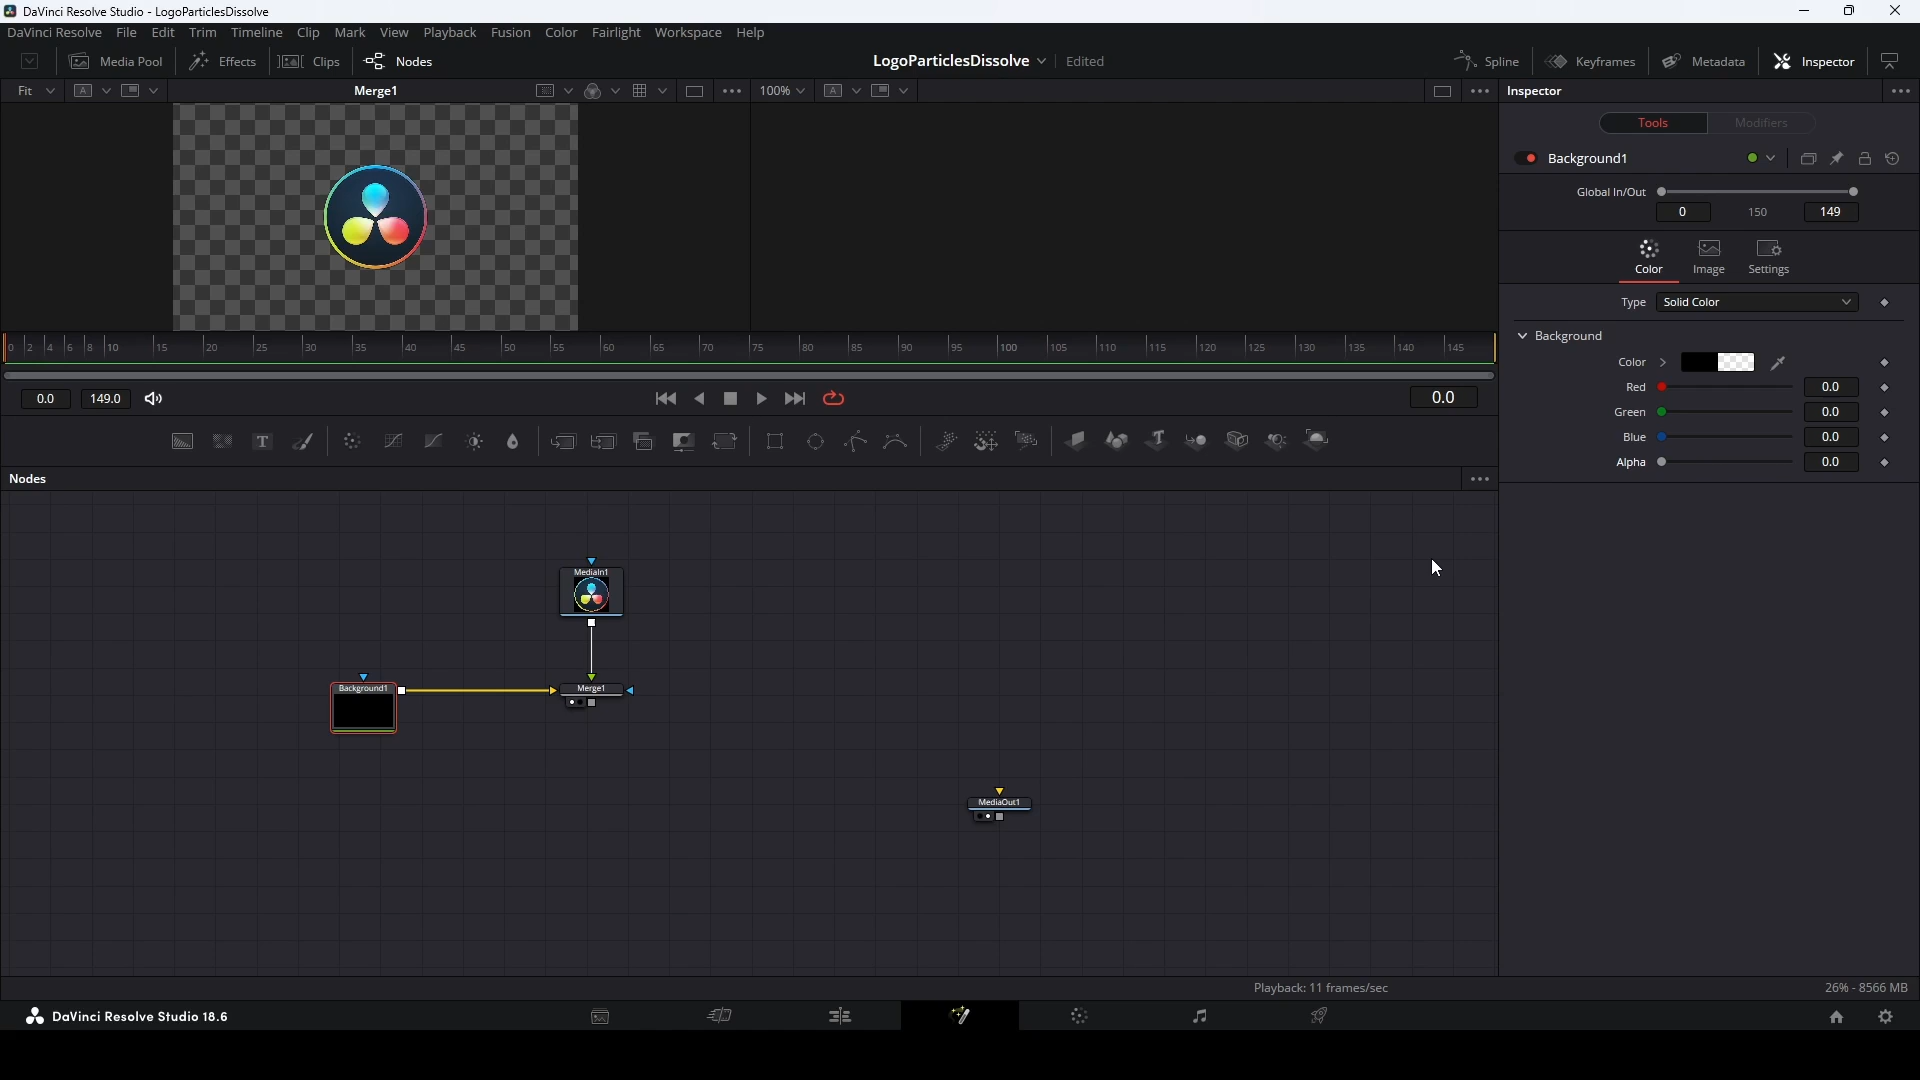 DaVinci Resolve Studio - LogoParticlesDissolve
DaVinci Resolve File Edit Trim Timeline Clip Mark View Playback Fusion Color Fairlight Workspace Help
Media Pool Effects Clips Nodes LogoParticlesDissolve Edited Spline Keyframes Metadata Inspector
Fit A Merge1 100% A Inspector
Tools Modifiers
Background1
Global In/Out
0 150 149
Color Image Settings
Type Solid Color
Background
Color
Red 0.0
Green 0.0
Blue 0.0
Alpha 0.0
0 2 4 6 8 10 15 20 25 30 35 40 45 50 55 60 65 70 75 80 85 90 95 100 105 110 115 120 125 130 135 140 145
0.0 149.0 0.0
T T
Nodes
MediaIn1
Background1 Merge1
MediaOut1
Playback: 11 frames/sec 26% - 8566 MB
DaVinci Resolve Studio 18.6